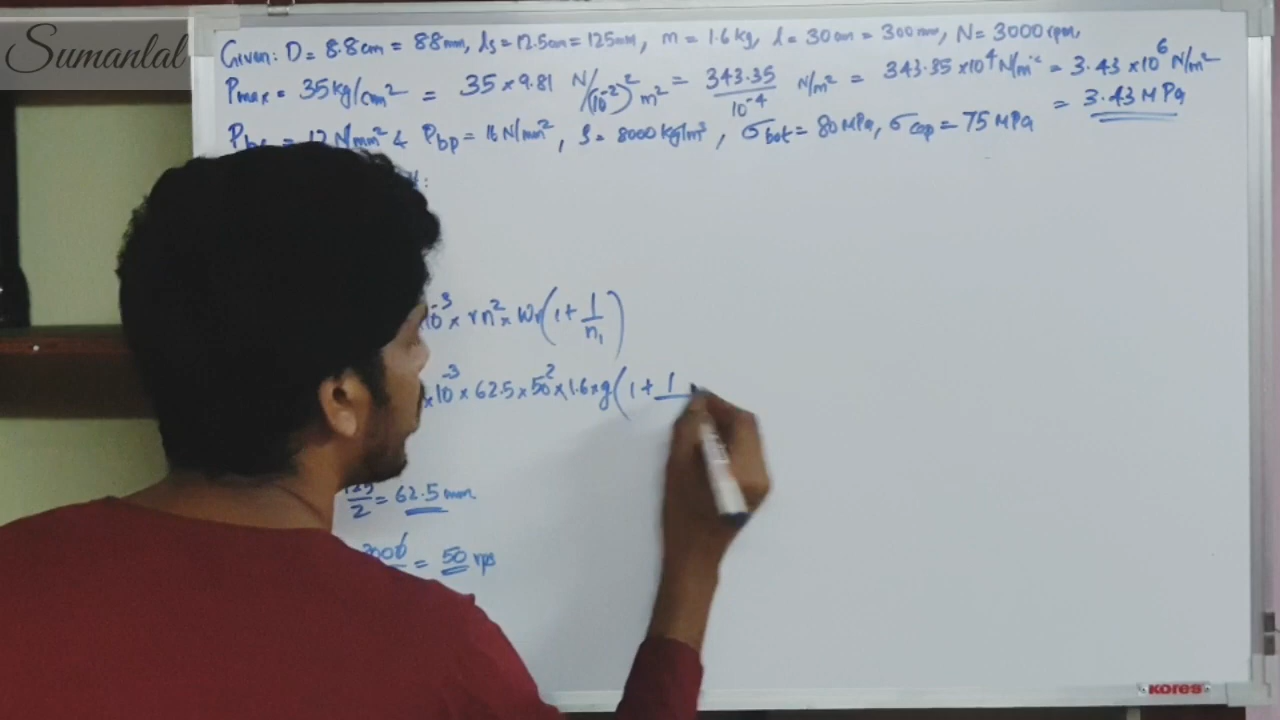 Sumanlal
Given: D = 8.8 cm = 88 mm, ls = 12.5 cm = 125 mm, m = 1.6 kg, l = 30 cm = 300 mm, N = 3000 rpm,
Pmax = 35 kg/cm² = 35 × 9.81 N/(10⁻²)² m² = 343.35/10⁻⁴ N/m² = 343.35 × 10⁴ N/m² = 3.43 × 10⁶ N/m²
= 3.43 MPa
N/mm² & Pbp = 16 N/mm², ρ = 8000 kg/m³, σbolt = 80 MPa, σcap = 75 MPa
10⁻³ × rn² × Wr (1 + 1/n₁)
× 10⁻³ × 62.5 × 50² × 1.6 × g (1 + 1
125/2 = 62.5 mm
3000 = 50 rps
KORES